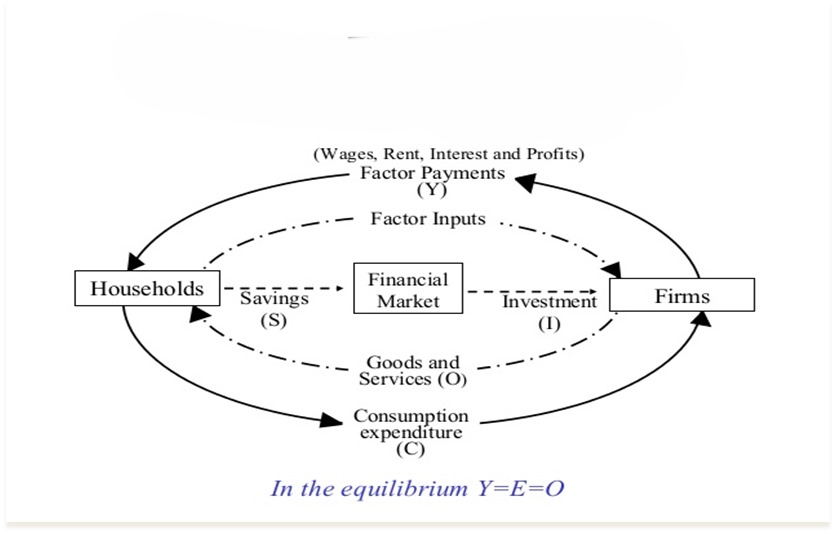 (Wages, Rent, Interest and Profits)
Factor Payments
(Y)
Factor Inputs
Households
Financial
Market
Firms
Savings
(S)
Investment
(I)
Goods and
Services (O)
Consumption
expenditure
(C)
In the equilibrium Y=E=O